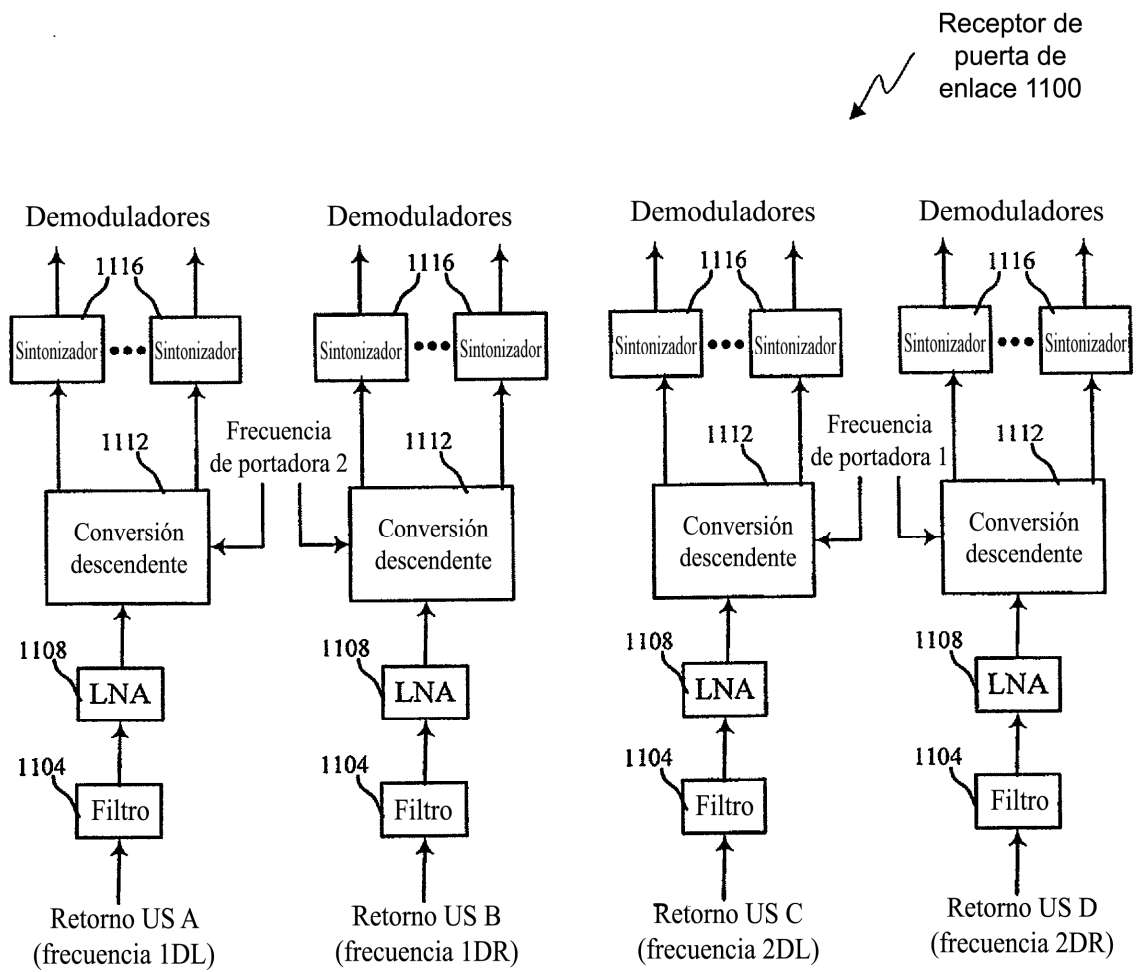 Receptor de
puerta de
enlace 1100
Demoduladores
Demoduladores
Demoduladores
Demoduladores
1116
1116
1116
1116
Sintonizador
Sintonizador
Sintonizador
Sintonizador
Sintonizador
Sintonizador
Sintonizador
Sintonizador
1112
Frecuencia
de portadora 2
1112
1112
Frecuencia
de portadora 1
1112
Conversión
descendente
Conversión
descendente
Conversión
descendente
Conversión
descendente
1108
LNA
1108
LNA
1108
LNA
1108
LNA
1104
Filtro
1104
Filtro
1104
Filtro
1104
Filtro
Retorno US A
(frecuencia 1DL)
Retorno US B
(frecuencia 1DR)
Retorno US C
(frecuencia 2DL)
Retorno US D
(frecuencia 2DR)